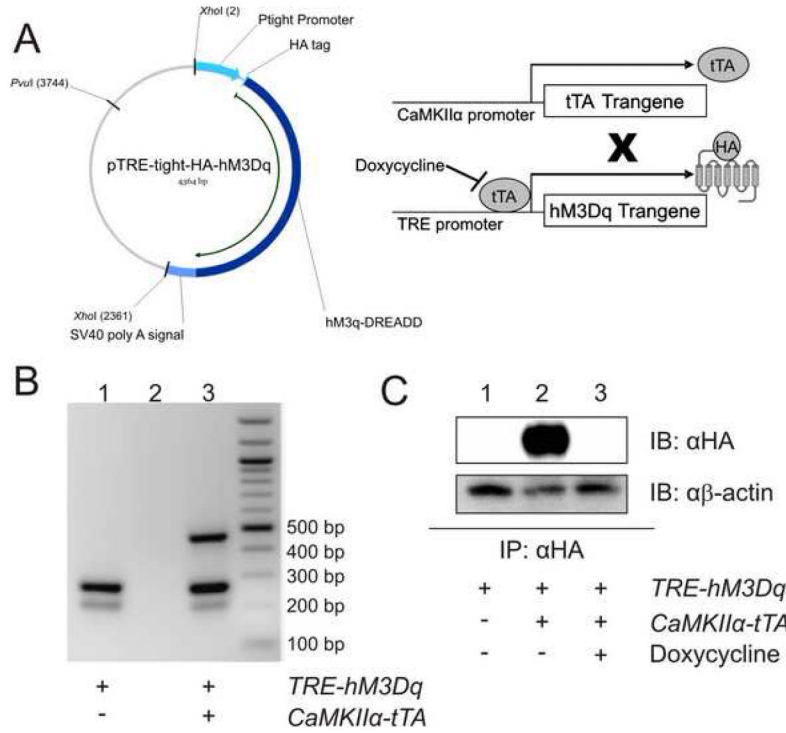 A
XhoI (2)
Ptight Promoter
HA tag
PvuI (3744)
pTRE-tight-HA-hM3Dq
4364 bp
XhoI (2361)
SV40 poly A signal
hM3q-DREADD
tTA
tTA Trangene
CaMKIIα promoter
X
Doxycycline
HA
tTA
hM3Dq Trangene
TRE promoter
B
1 2 3
500 bp
400 bp
300 bp
200 bp
100 bp
+ + TRE-hM3Dq
- + CaMKIIα-tTA
C
1 2 3
IB: αHA
IB: αβ-actin
IP: αHA
+ + + TRE-hM3Dq
- + + CaMKIIα-tTA
- - + Doxycycline